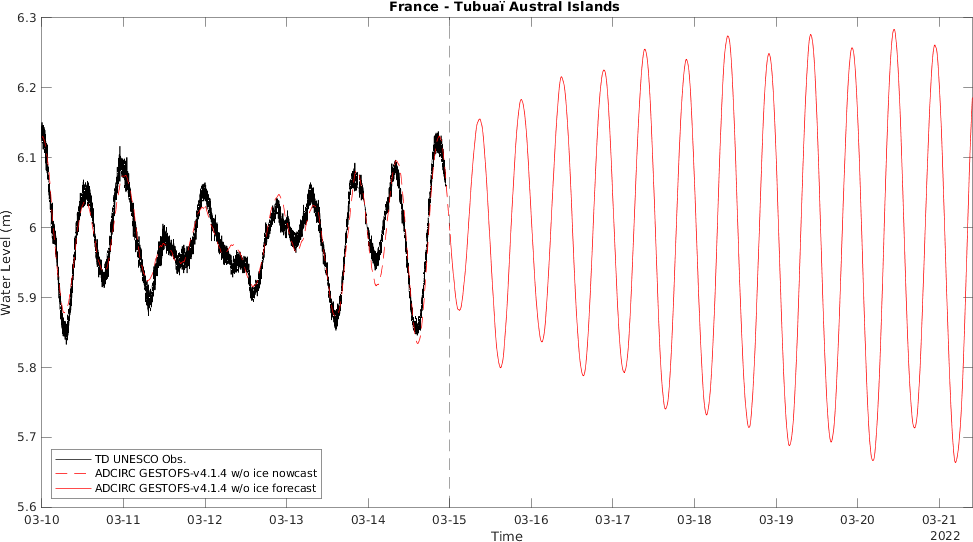 France - Tubuaï Austral Islands
6.3
6.2
6.1
6
5.9
5.8
5.7
5.6
Water Level (m)
TD UNESCO Obs.
ADCIRC GESTOFS-v4.1.4 w/o ice nowcast
ADCIRC GESTOFS-v4.1.4 w/o ice forecast
03-10 03-11 03-12 03-13 03-14 03-15 03-16 03-17 03-18 03-19 03-20 03-21
Time
2022